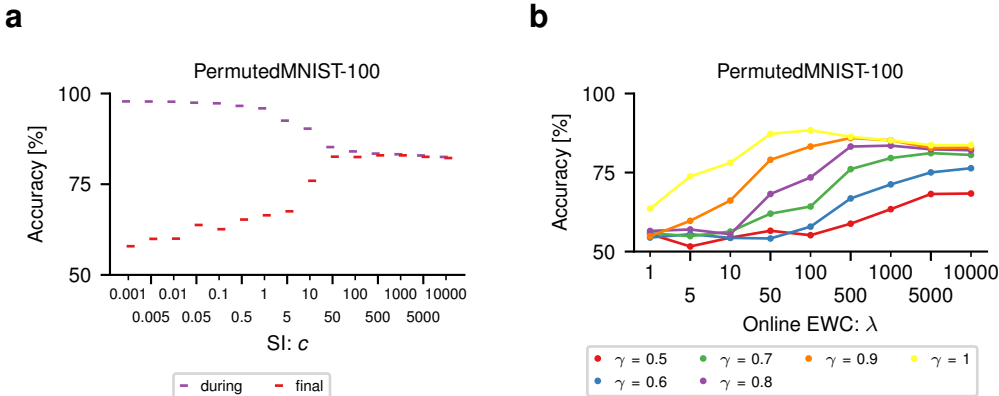 a
PermutedMNIST-100
Accuracy [%]
100
75
50
0.001 0.01 0.1 1 10 100 1000 10000
0.005 0.05 0.5 5 50 500 5000
SI: c
during final
b
PermutedMNIST-100
Accuracy [%]
100
75
50
1 10 100 1000 10000
5 50 500 5000
Online EWC: λ
γ = 0.5 γ = 0.7 γ = 0.9 γ = 1
γ = 0.6 γ = 0.8